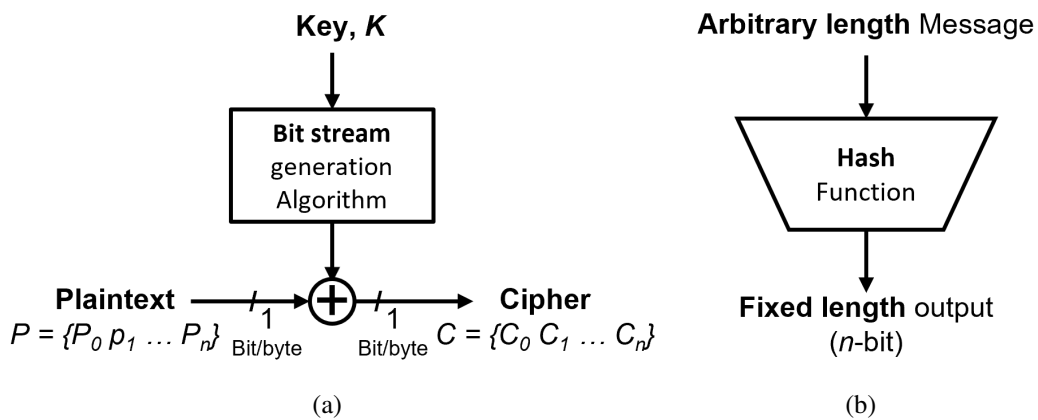 Key, K
Bit stream
generation
Algorithm
Plaintext
P = {P0 p1 … Pn}
1
Bit/byte
+
1
Bit/byte
Cipher
C = {C0 C1 … Cn}
(a)
Arbitrary length Message
Hash
Function
Fixed length output
(n-bit)
(b)